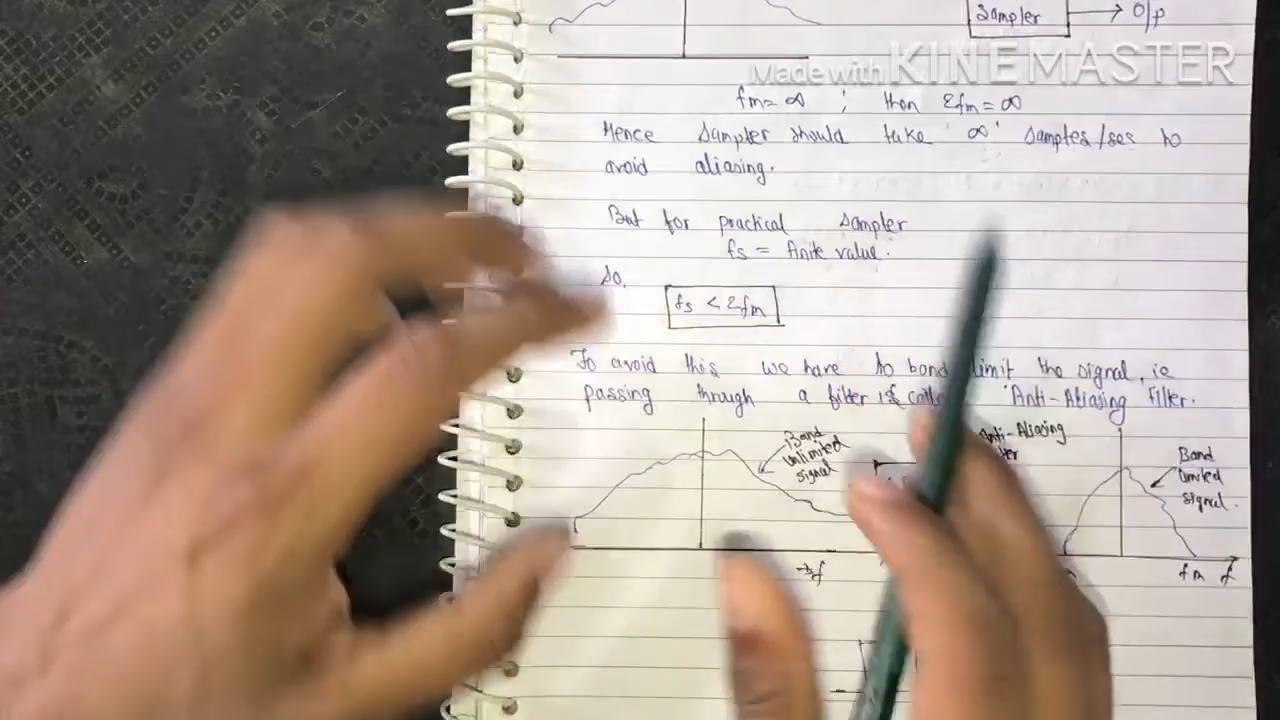 Sampler → O/p
Made with KINEMASTER
fm = ∞ ; then 2fm = ∞
Hence Sampler should take '∞' samples/sec to
avoid aliasing.
But for practical Sampler
fs = finite value.
So,
fs < 2fm
To avoid this we have to band limit the signal, ie
passing through a filter is Anti-Aliasing Filter.
Band
unlimited
signal
Anti-Aliasing
Band
limited
signal.
→f
fm f